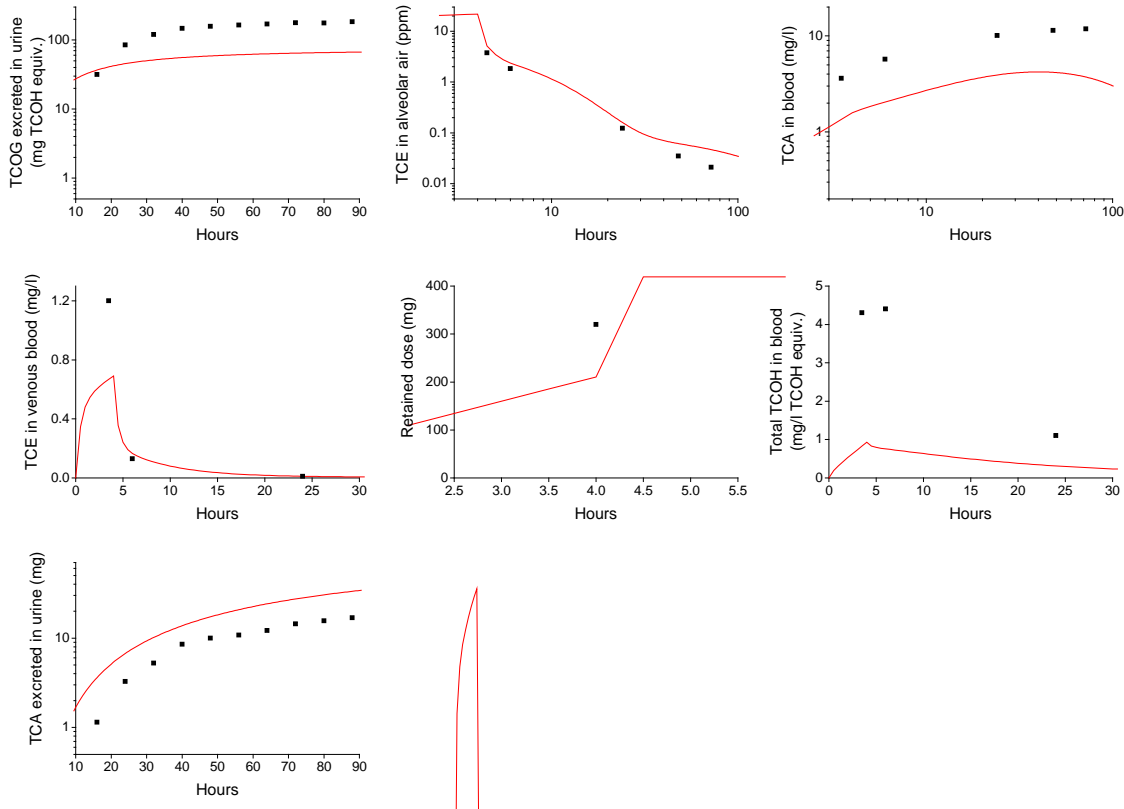 TCOG excreted in urine
(mg TCOH equiv.)
100
10
1
10 20 30 40 50 60 70 80 90
Hours
TCE in alveolar air (ppm)
10
1
0.1
0.01
10 100
Hours
TCA in blood (mg/l)
10
1
10 100
Hours
TCE in venous blood (mg/l)
1.2
0.8
0.4
0.0
0 5 10 15 20 25 30
Hours
Retained dose (mg)
400
300
200
100
0
2.5 3.0 3.5 4.0 4.5 5.0 5.5
Hours
Total TCOH in blood
(mg/l TCOH equiv.)
5
4
3
2
1
0
0 5 10 15 20 25 30
Hours
TCA excreted in urine (mg)
10
1
10 20 30 40 50 60 70 80 90
Hours